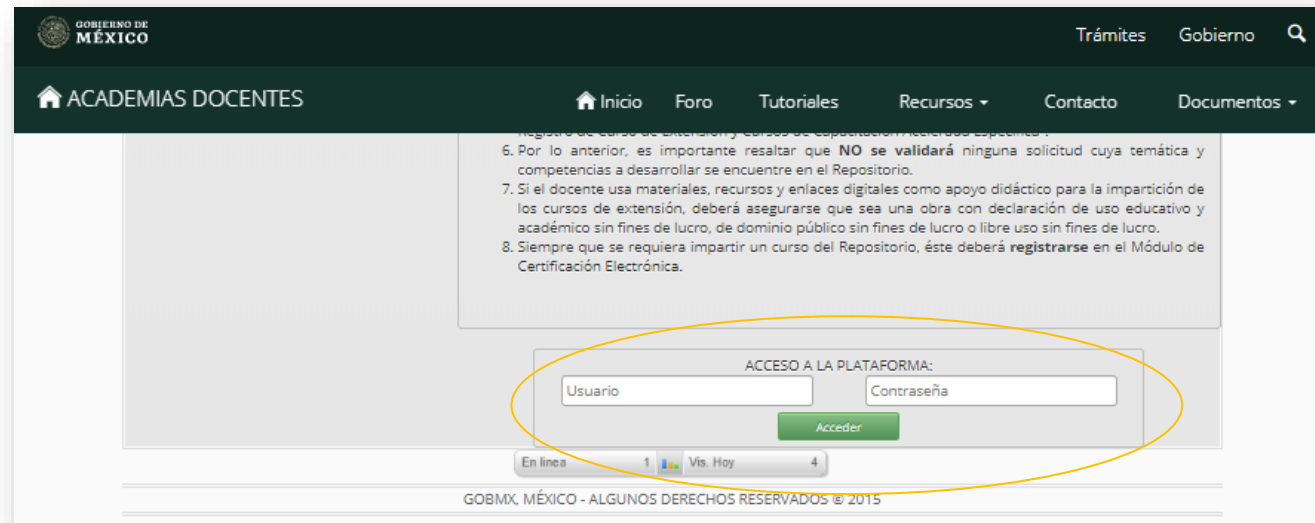 GOBIERNO DE
MÉXICO
Trámites Gobierno
ACADEMIAS DOCENTES
Inicio Foro Tutoriales Recursos Contacto Documentos
6. Por lo anterior, es importante resaltar que NO se validará ninguna solicitud cuya temática y
competencias a desarrollar se encuentre en el Repositorio.
7. Si el docente usa materiales, recursos y enlaces digitales como apoyo didáctico para la impartición de
los cursos de extensión, deberá asegurarse que sea una obra con declaración de uso educativo y
académico sin fines de lucro, de dominio público sin fines de lucro o libre uso sin fines de lucro.
8. Siempre que se requiera impartir un curso del Repositorio, éste deberá registrarse en el Módulo de
Certificación Electrónica.
ACCESO A LA PLATAFORMA:
Usuario Contraseña
Acceder
En linea 1 Vis. Hoy 4
GOBMX, MÉXICO - ALGUNOS DERECHOS RESERVADOS © 2015